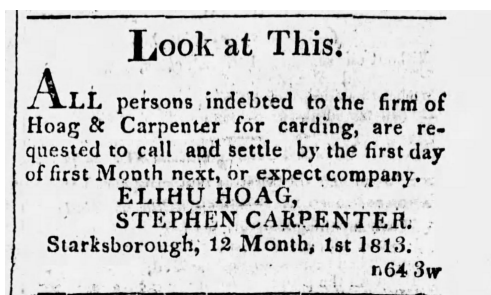 Look at This.
ALL persons indebted to the firm of
Hoag & Carpenter for carding, are re-
quested to call and settle by the first day
of first Month next, or expect company.
ELIHU HOAG,
STEPHEN CARPENTER.
Starksborough, 12 Month, 1st 1813.
n64 3w